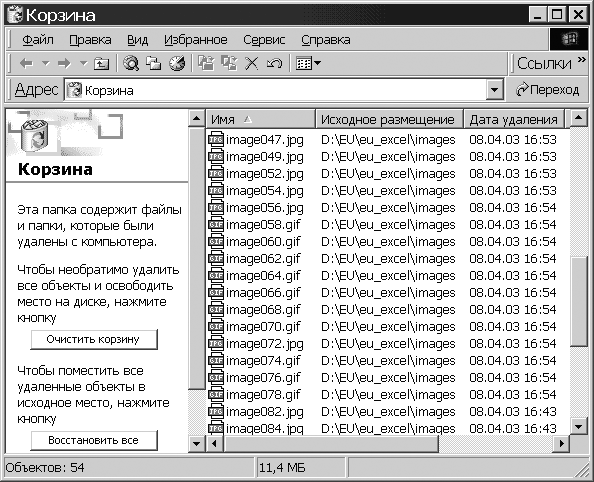 Корзина
Файл Правка Вид Избранное Сервис Справка
Ссылки »
Адрес Корзина Переход
Корзина
Эта папка содержит файлы
и папки, которые были
удалены с компьютера.
Чтобы необратимо удалить
все объекты и освободить
место на диске, нажмите
кнопку
Очистить корзину
Чтобы поместить все
удаленные объекты в
исходное место, нажмите
кнопку
Восстановить все
Имя Исходное размещение Дата удаления
image047.jpg D:\EU\eu_excel\images 08.04.03 16:53
image049.jpg D:\EU\eu_excel\images 08.04.03 16:53
image052.jpg D:\EU\eu_excel\images 08.04.03 16:53
image054.jpg D:\EU\eu_excel\images 08.04.03 16:53
image056.jpg D:\EU\eu_excel\images 08.04.03 16:54
image058.gif D:\EU\eu_excel\images 08.04.03 16:54
image060.gif D:\EU\eu_excel\images 08.04.03 16:54
image062.gif D:\EU\eu_excel\images 08.04.03 16:54
image064.gif D:\EU\eu_excel\images 08.04.03 16:54
image066.gif D:\EU\eu_excel\images 08.04.03 16:54
image068.gif D:\EU\eu_excel\images 08.04.03 16:54
image070.gif D:\EU\eu_excel\images 08.04.03 16:54
image072.jpg D:\EU\eu_excel\images 08.04.03 16:54
image074.gif D:\EU\eu_excel\images 08.04.03 16:54
image076.gif D:\EU\eu_excel\images 08.04.03 16:54
image078.gif D:\EU\eu_excel\images 08.04.03 16:54
image082.jpg D:\EU\eu_excel\images 08.04.03 16:43
image084.jpg D:\EU\eu_excel\images 08.04.03 16:43
Объектов: 54 11,4 МБ